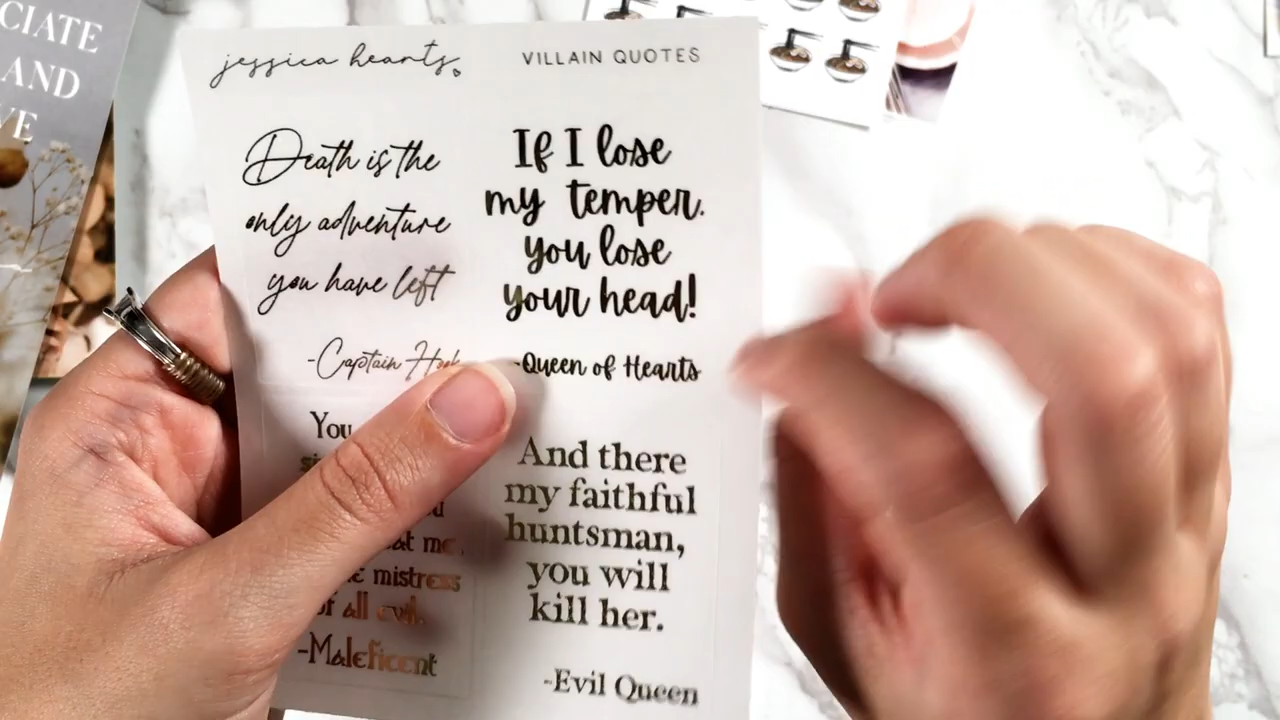 CIATE
AND
VE
jessica hearts
VILLAIN QUOTES
Death is the
only adventure
you have left
-Captain Hook
If I lose
my temper.
you lose
your head!
-Queen of Hearts
You
at me.
mistress
of all evil.
-Maleficent
And there
my faithful
huntsman,
you will
kill her.
-Evil Queen